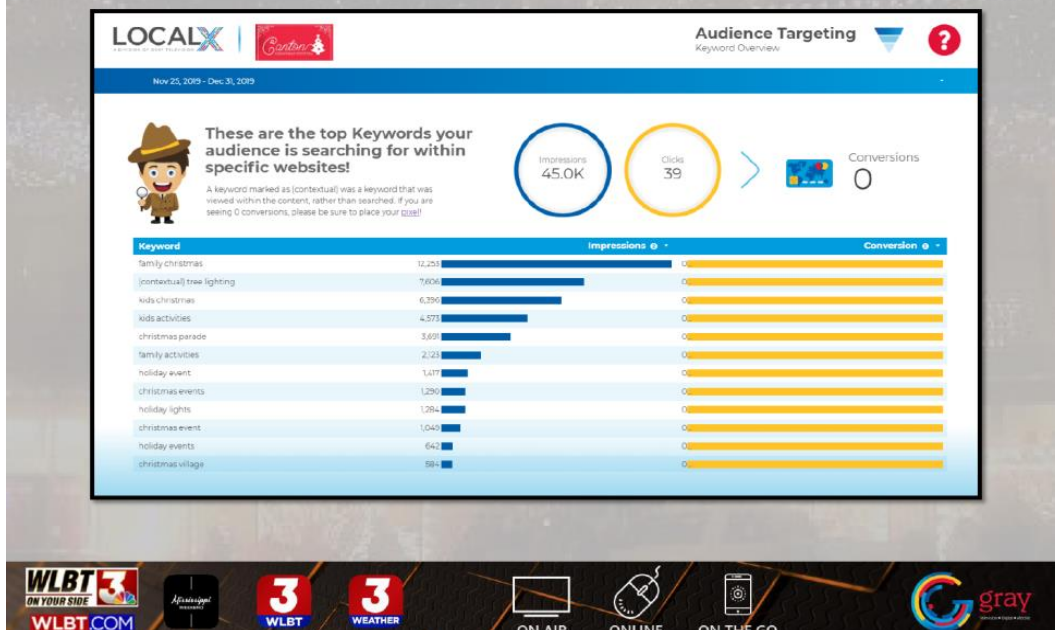 LOCALX
Canton
Audience Targeting
Keyword Overview
?
Nov 25, 2019 - Dec 31, 2019
These are the top Keywords your
audience is searching for within
specific websites!
A keyword marked as (contextual) was a keyword that was
viewed within the content, rather than searched. If you are
seeing 0 conversions, please be sure to place your pixel!
Impressions
45.0K
Clicks
39
Conversions
0
Keyword Impressions Conversion
family christmas 12,253 0
(contextual) tree lighting 7,606 0
kids christmas 6,396 0
kids activities 4,573 0
christmas parade 3,691 0
family activities 2,123 0
holiday event 1,417 0
christmas events 1,290 0
holiday lights 1,284 0
christmas event 1,049 0
holiday events 642 0
christmas village 584 0
WLBT 3
ON YOUR SIDE
WLBT.COM
Mississippi
3
WLBT
3
WEATHER
ON AIR
ONLINE
ON THE GO
gray